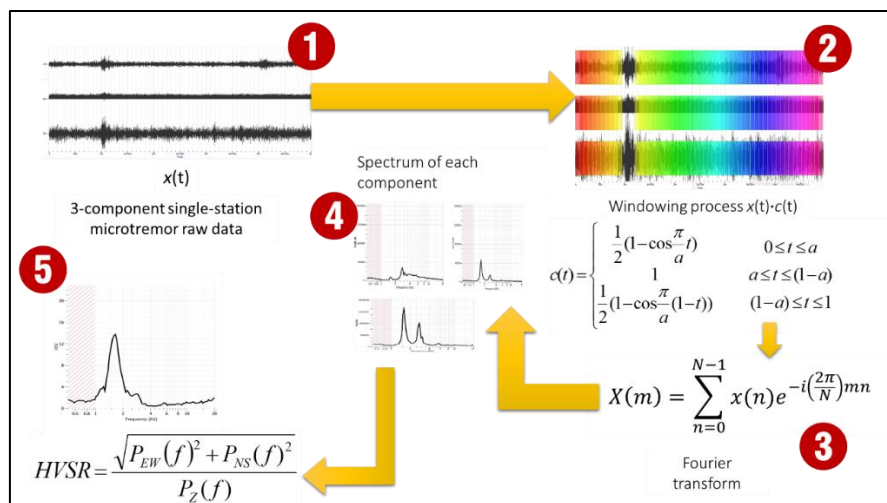 1
x(t)
3-component single-station
microtremor raw data
2
Windowing process x(t)·c(t)
c(t)= { 1/2(1-cos π/a t) 0≤t≤a
1 a≤t≤(1-a)
1/2(1-cos π/a (1-t)) (1-a)≤t≤1
3
X(m) = ∑_{n=0}^{N-1} x(n)e^{-i(2π/N)mn}
Fourier
transform
Spectrum of each
component
4
5
Frequency (Hz)
HVSR = √(P_EW(f)² + P_NS(f)²) / P_Z(f)